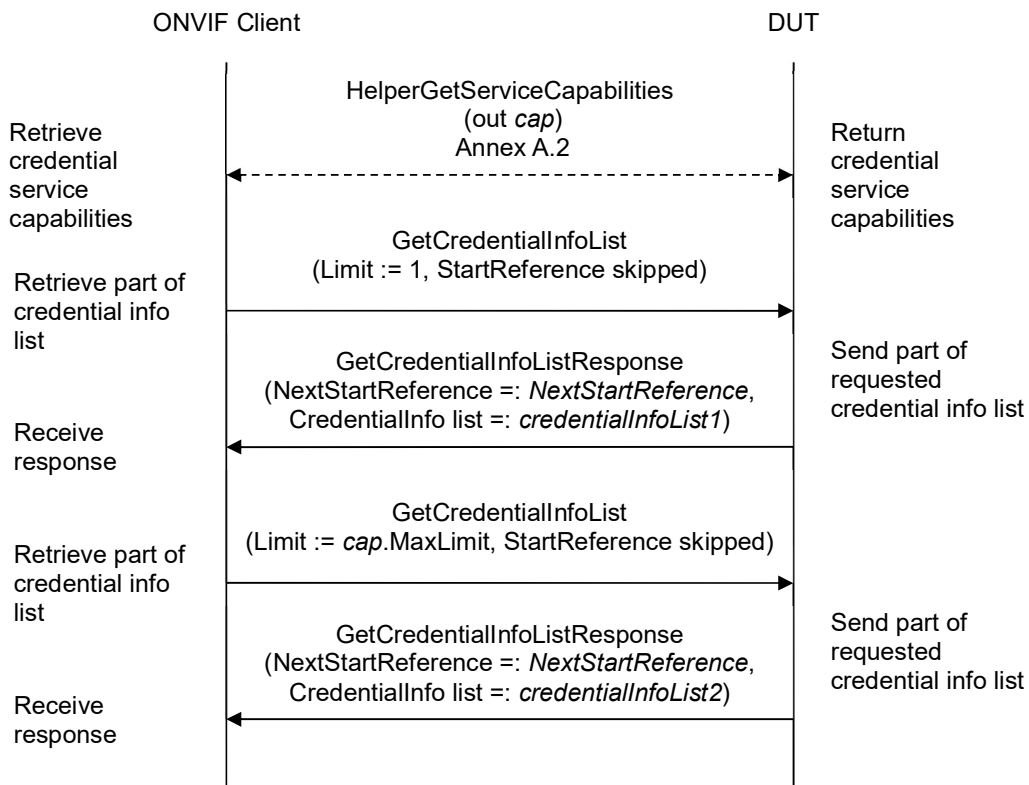 ONVIF Client
DUT
HelperGetServiceCapabilities
(out cap)
Annex A.2
Retrieve
credential
service
capabilities
Return
credential
service
capabilities
GetCredentialInfoList
(Limit := 1, StartReference skipped)
Retrieve part of
credential info
list
GetCredentialInfoListResponse
(NextStartReference =: NextStartReference,
CredentialInfo list =: credentialInfoList1)
Send part of
requested
credential info list
Receive
response
GetCredentialInfoList
(Limit := cap.MaxLimit, StartReference skipped)
Retrieve part of
credential info
list
GetCredentialInfoListResponse
(NextStartReference =: NextStartReference,
CredentialInfo list =: credentialInfoList2)
Send part of
requested
credential info list
Receive
response